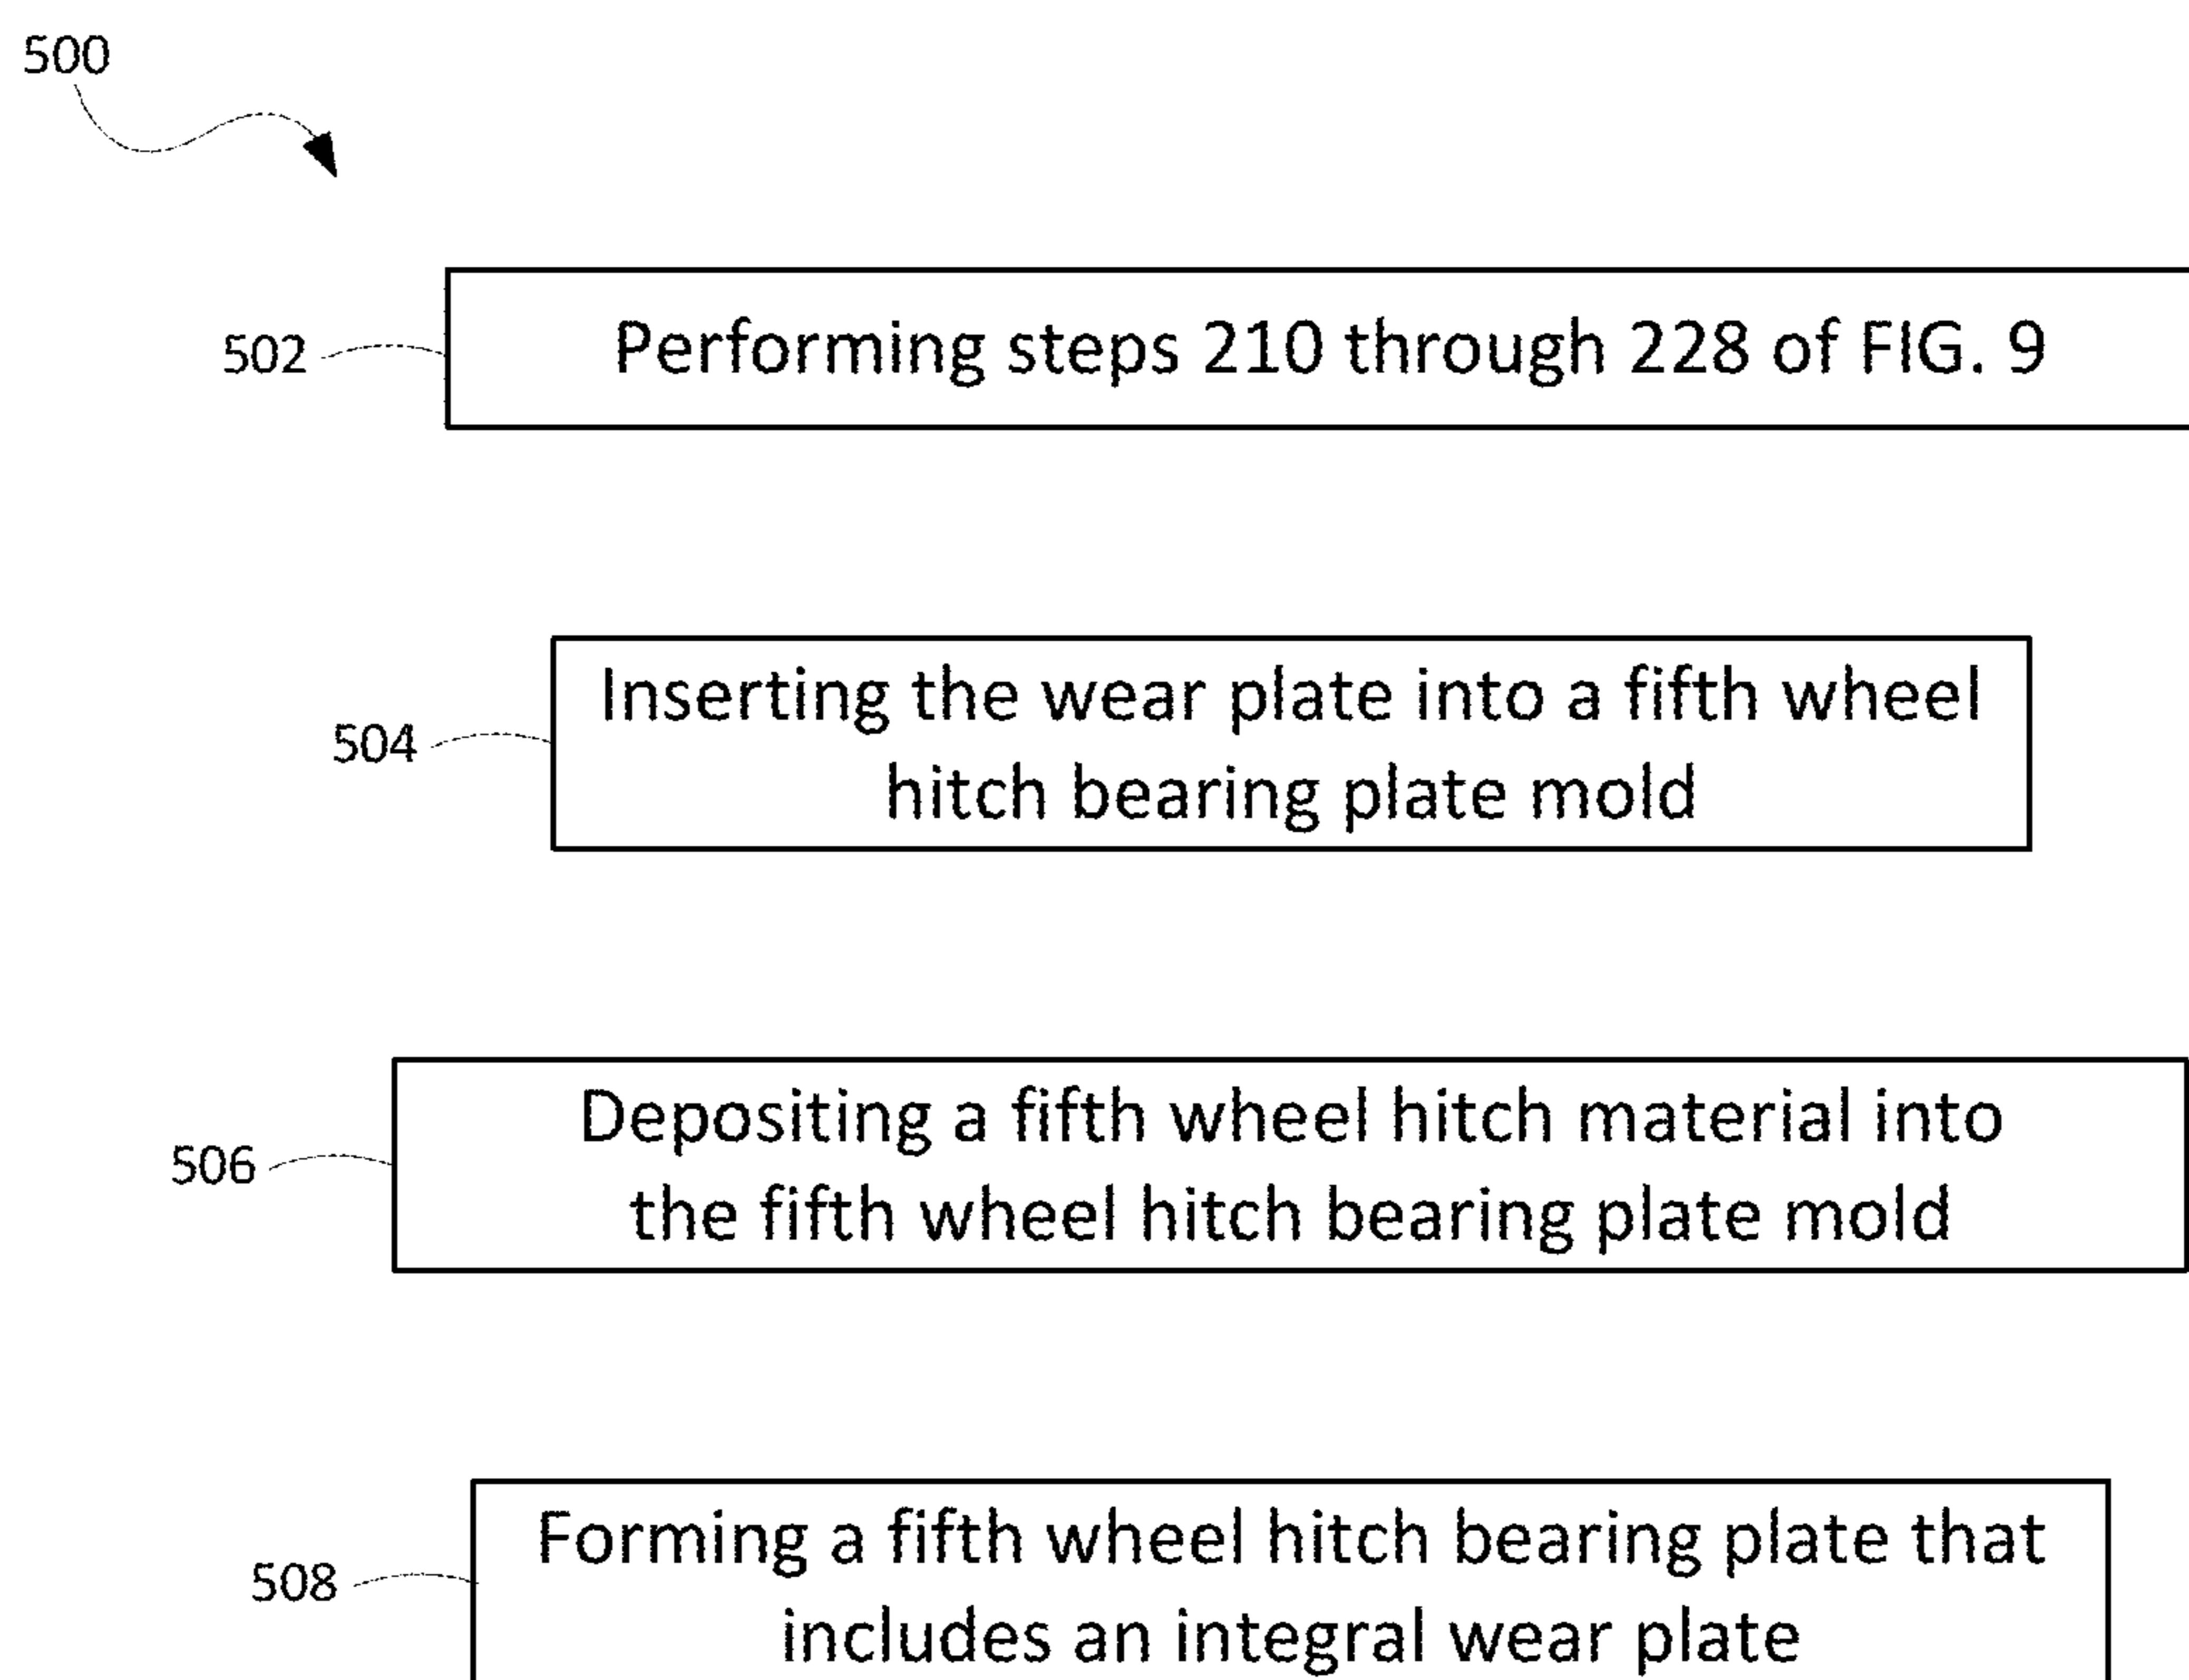 500
502
Performing steps 210 through 228 of FIG. 9
504
Inserting the wear plate into a fifth wheel
hitch bearing plate mold
506
Depositing a fifth wheel hitch material into
the fifth wheel hitch bearing plate mold
508
Forming a fifth wheel hitch bearing plate that
includes an integral wear plate